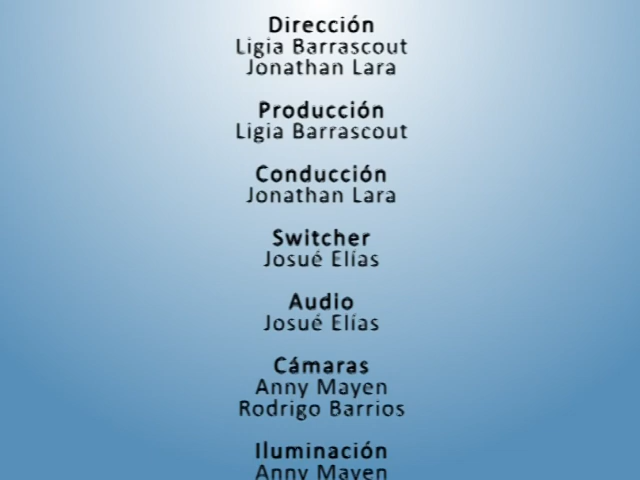 Dirección
Ligia Barrascout
Jonathan Lara
Producción
Ligia Barrascout
Conducción
Jonathan Lara
Switcher
Josué Elías
Audio
Josué Elías
Cámaras
Anny Mayen
Rodrigo Barrios
Iluminación
Anny Mayen